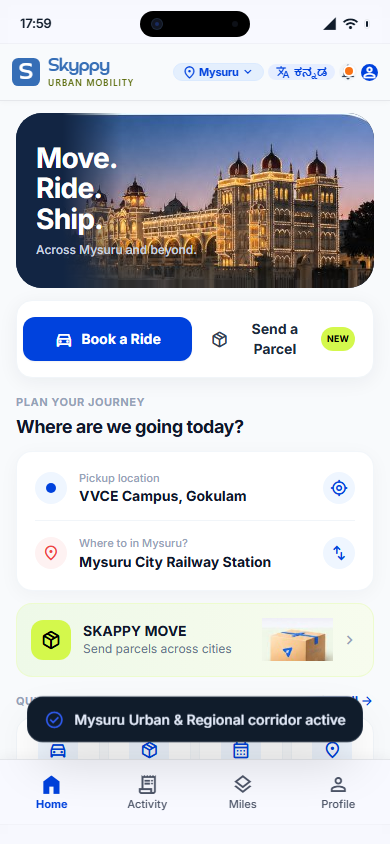 17:59
S
Skyppy
URBAN MOBILITY
Mysuru
ಕನ್ನಡ
Move.
Ride.
Ship.
Across Mysuru and beyond.
Book a Ride
Send a
Parcel
NEW
PLAN YOUR JOURNEY
Where are we going today?
Pickup location
VVCE Campus, Gokulam
Where to in Mysuru?
Mysuru City Railway Station
SKAPPY MOVE
Send parcels across cities
Mysuru Urban & Regional corridor active
Home
Activity
Miles
Profile